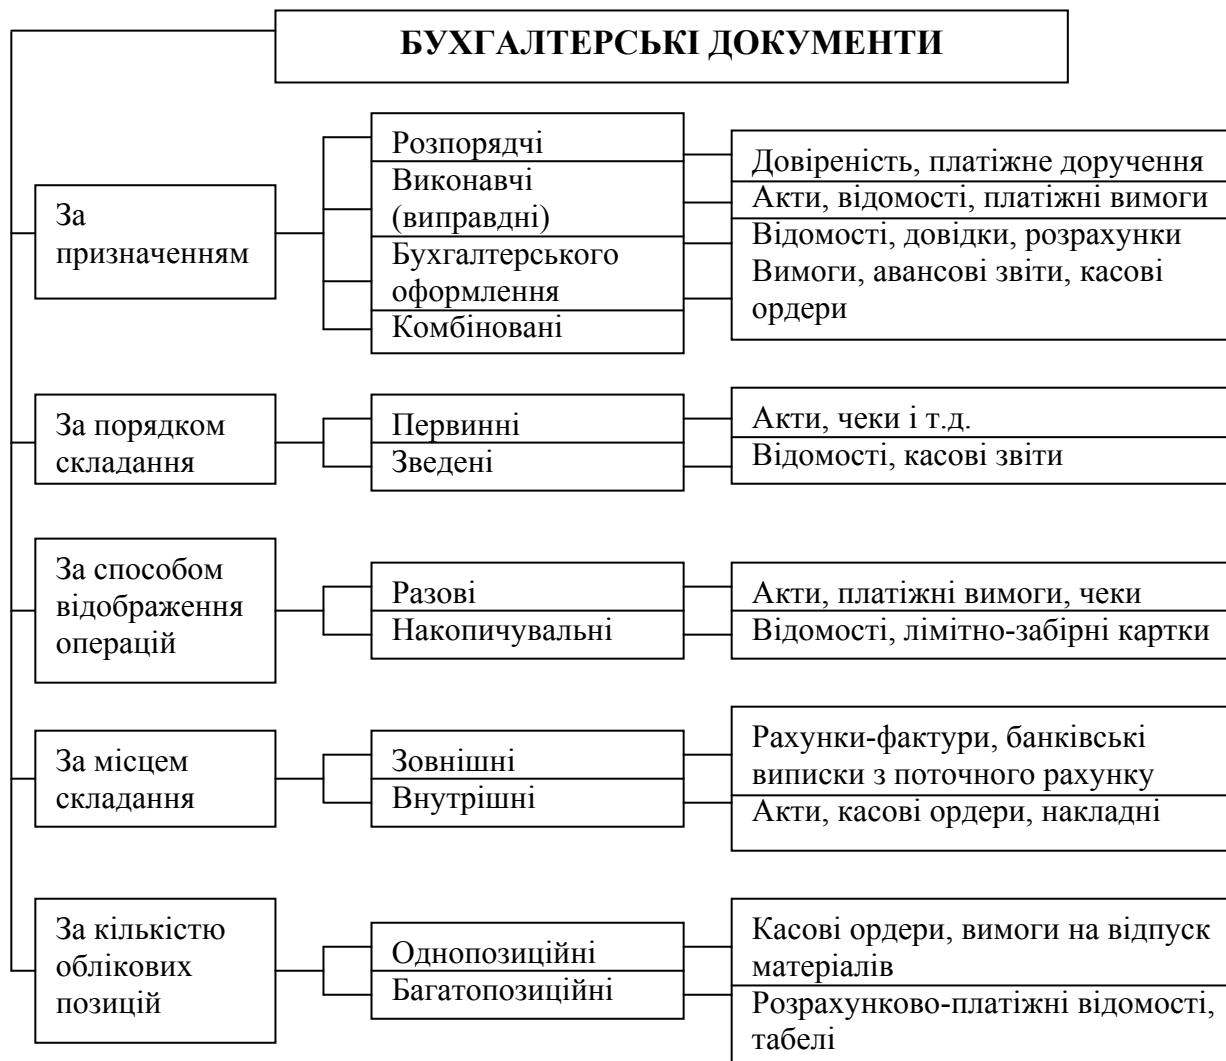 БУХГАЛТЕРСЬКІ ДОКУМЕНТИ
За
призначенням
Розпорядчі
Виконавчі
(виправдні)
Бухгалтерського
оформлення
Комбіновані
Довіреність, платіжне доручення
Акти, відомості, платіжні вимоги
Відомості, довідки, розрахунки
Вимоги, авансові звіти, касові
ордери
За порядком
складання
Первинні
Зведені
Акти, чеки і т.д.
Відомості, касові звіти
За способом
відображення
операцій
Разові
Накопичувальні
Акти, платіжні вимоги, чеки
Відомості, лімітно-забірні картки
За місцем
складання
Зовнішні
Внутрішні
Рахунки-фактури, банківські
виписки з поточного рахунку
Акти, касові ордери, накладні
За кількістю
облікових
позицій
Однопозиційні
Багатопозиційні
Касові ордери, вимоги на відпуск
матеріалів
Розрахунково-платіжні відомості,
табелі